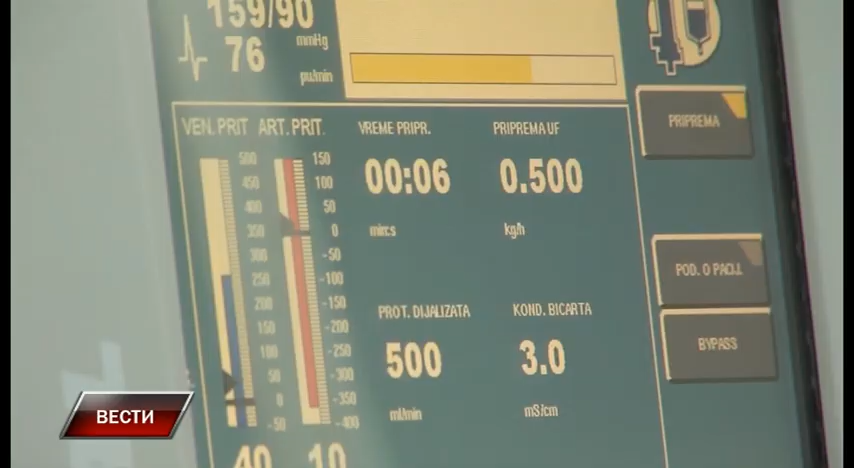 159/90
mmHg
76
pu/min
VEN. PRIT ART. PRIT.
VREME PRIPR.
PRIPREMA UF
PRIPREMA
500
450
400
350
300
250
200
150
100
50
0
-50
150
100
50
0
-50
-100
-150
-200
-250
-300
-350
-400
00:06
0.500
kg/h
POD. O PACIJ.
PROT. DIJALIZATA
KOND. BICARTA
500
3.0
ml/min
mS/cm
BYPASS
40
10
ВЕСТИ